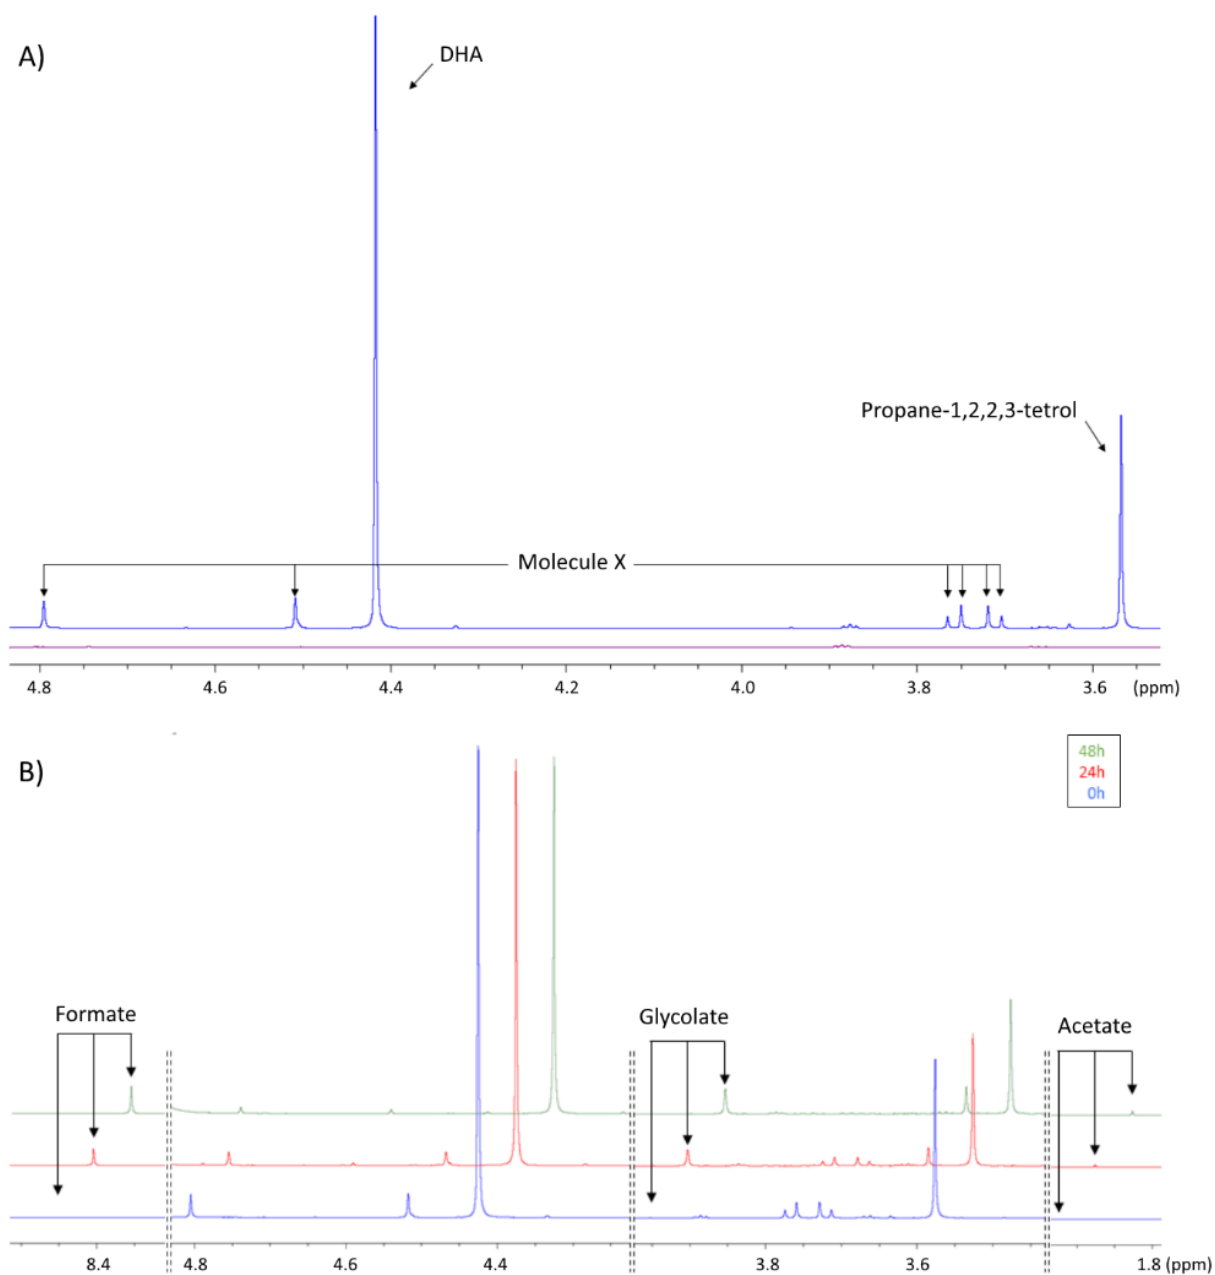 A)
DHA
Propane-1,2,2,3-tetrol
Molecule X
4.8 4.6 4.4 4.2 4.0 3.8 3.6 (ppm)
B)
48h
24h
0h
Formate
Glycolate
Acetate
8.4 4.8 4.6 4.4 3.8 3.6 1.8 (ppm)